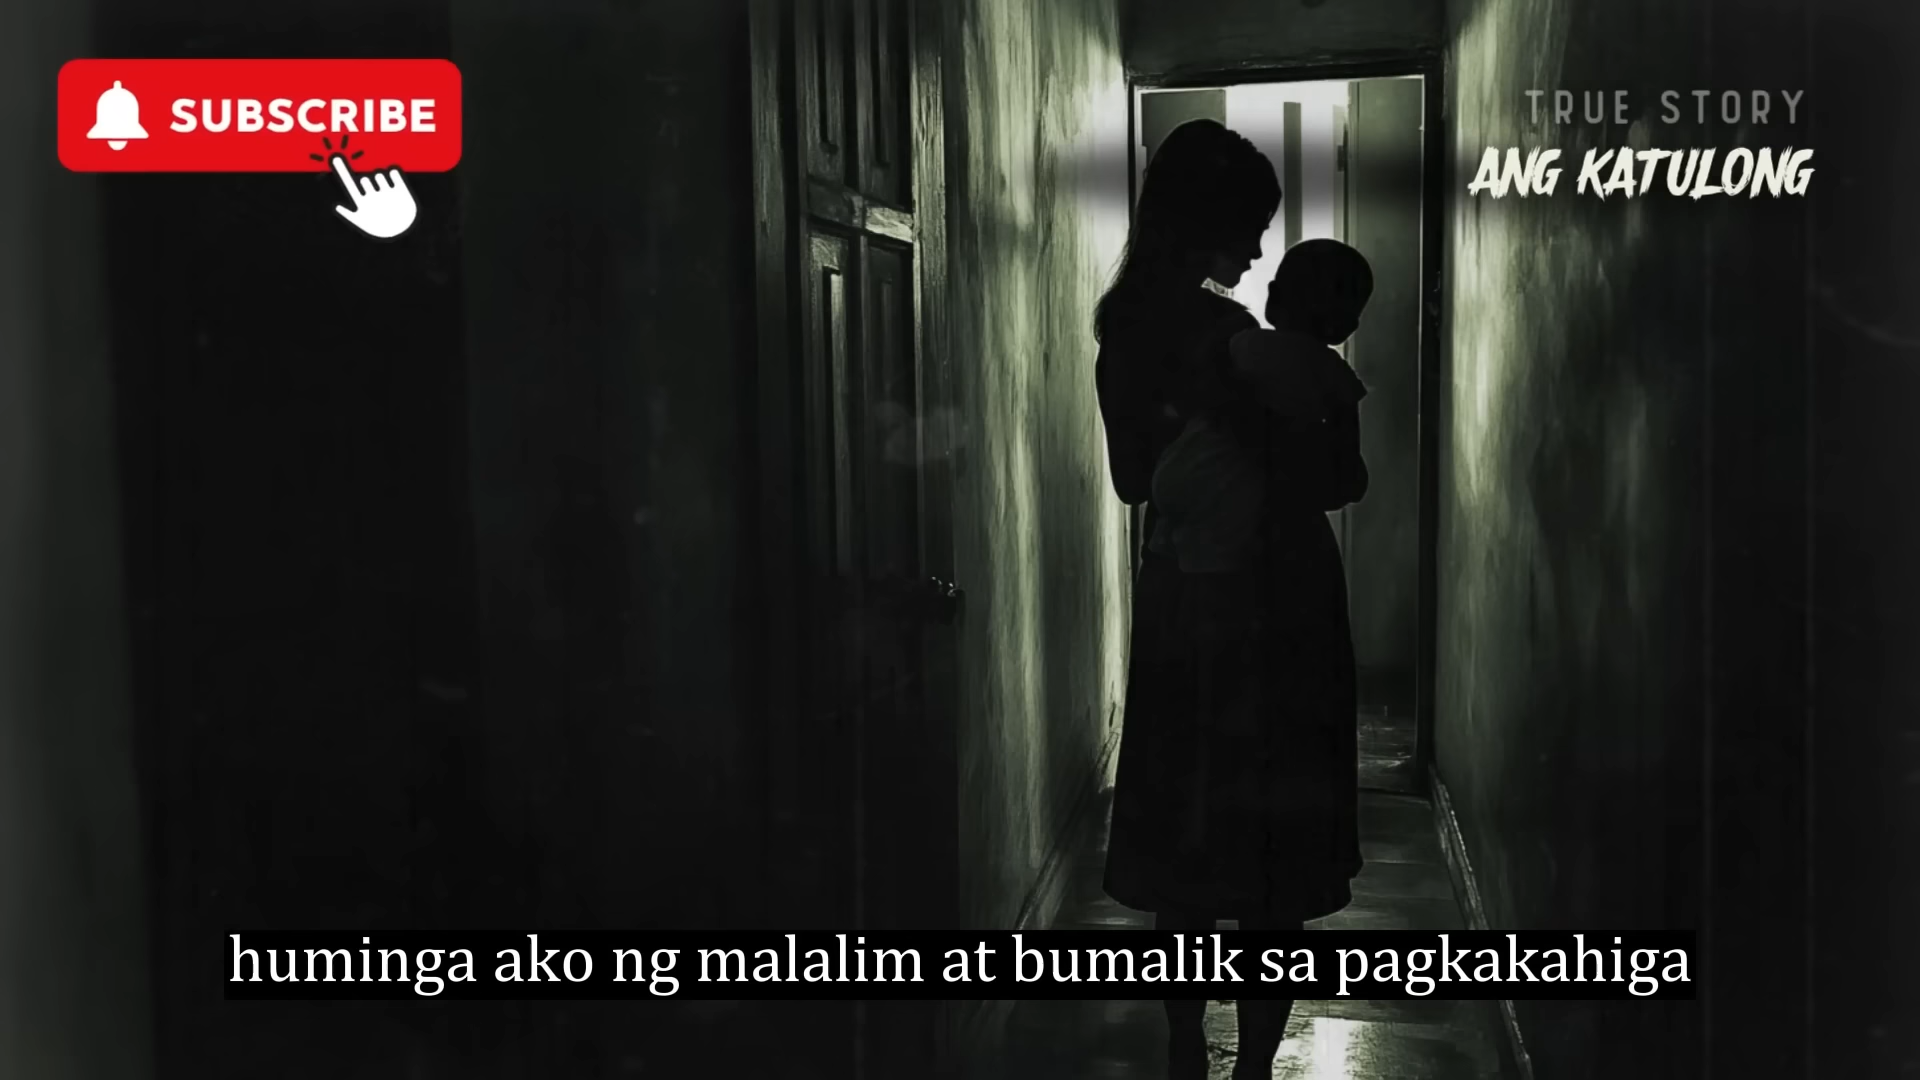 SUBSCRIBE
TRUE STORY
ANG KATULONG
huminga ako ng malalim at bumalik sa pagkakahiga